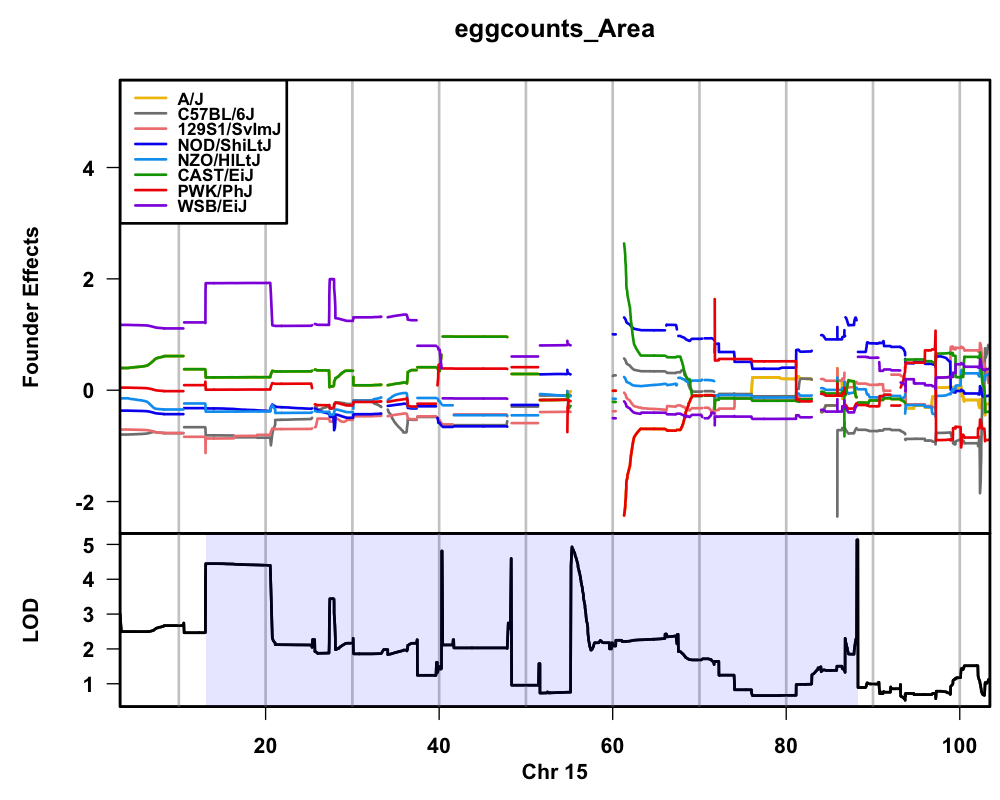 eggcounts_Area
A/J
C57BL/6J
129S1/SvImJ
NOD/ShiLtJ
NZO/HlLtJ
CAST/EiJ
PWK/PhJ
WSB/EiJ
Founder Effects
4
2
0
-2
LOD
5
4
3
2
1
20 40 60 80 100
Chr 15